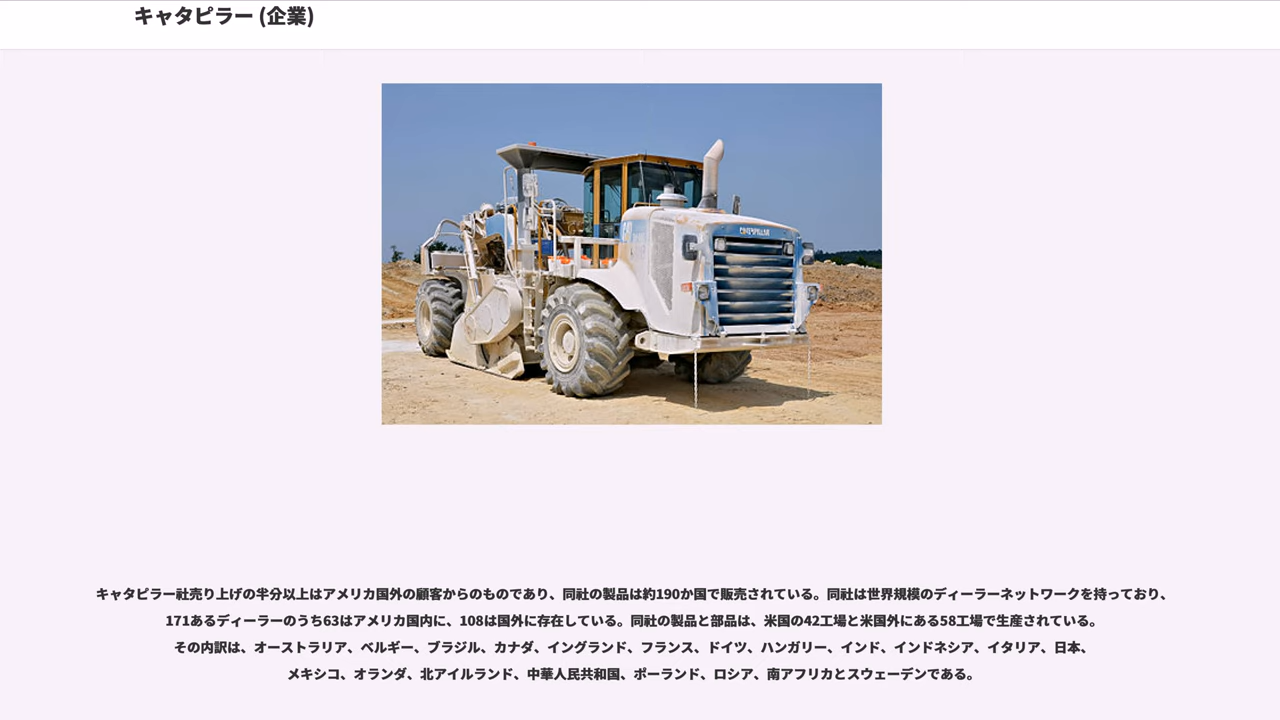 キャタピラー (企業)
CATERPILLAR
キャタピラー社売り上げの半分以上はアメリカ国外の顧客からのものであり、同社の製品は約190か国で販売されている。同社は世界規模のディーラーネットワークを持っており、
171あるディーラーのうち63はアメリカ国内に、108は国外に存在している。同社の製品と部品は、米国の42工場と米国外にある58工場で生産されている。
その内訳は、オーストラリア、ベルギー、ブラジル、カナダ、イングランド、フランス、ドイツ、ハンガリー、インド、インドネシア、イタリア、日本、
メキシコ、オランダ、北アイルランド、中華人民共和国、ポーランド、ロシア、南アフリカとスウェーデンである。